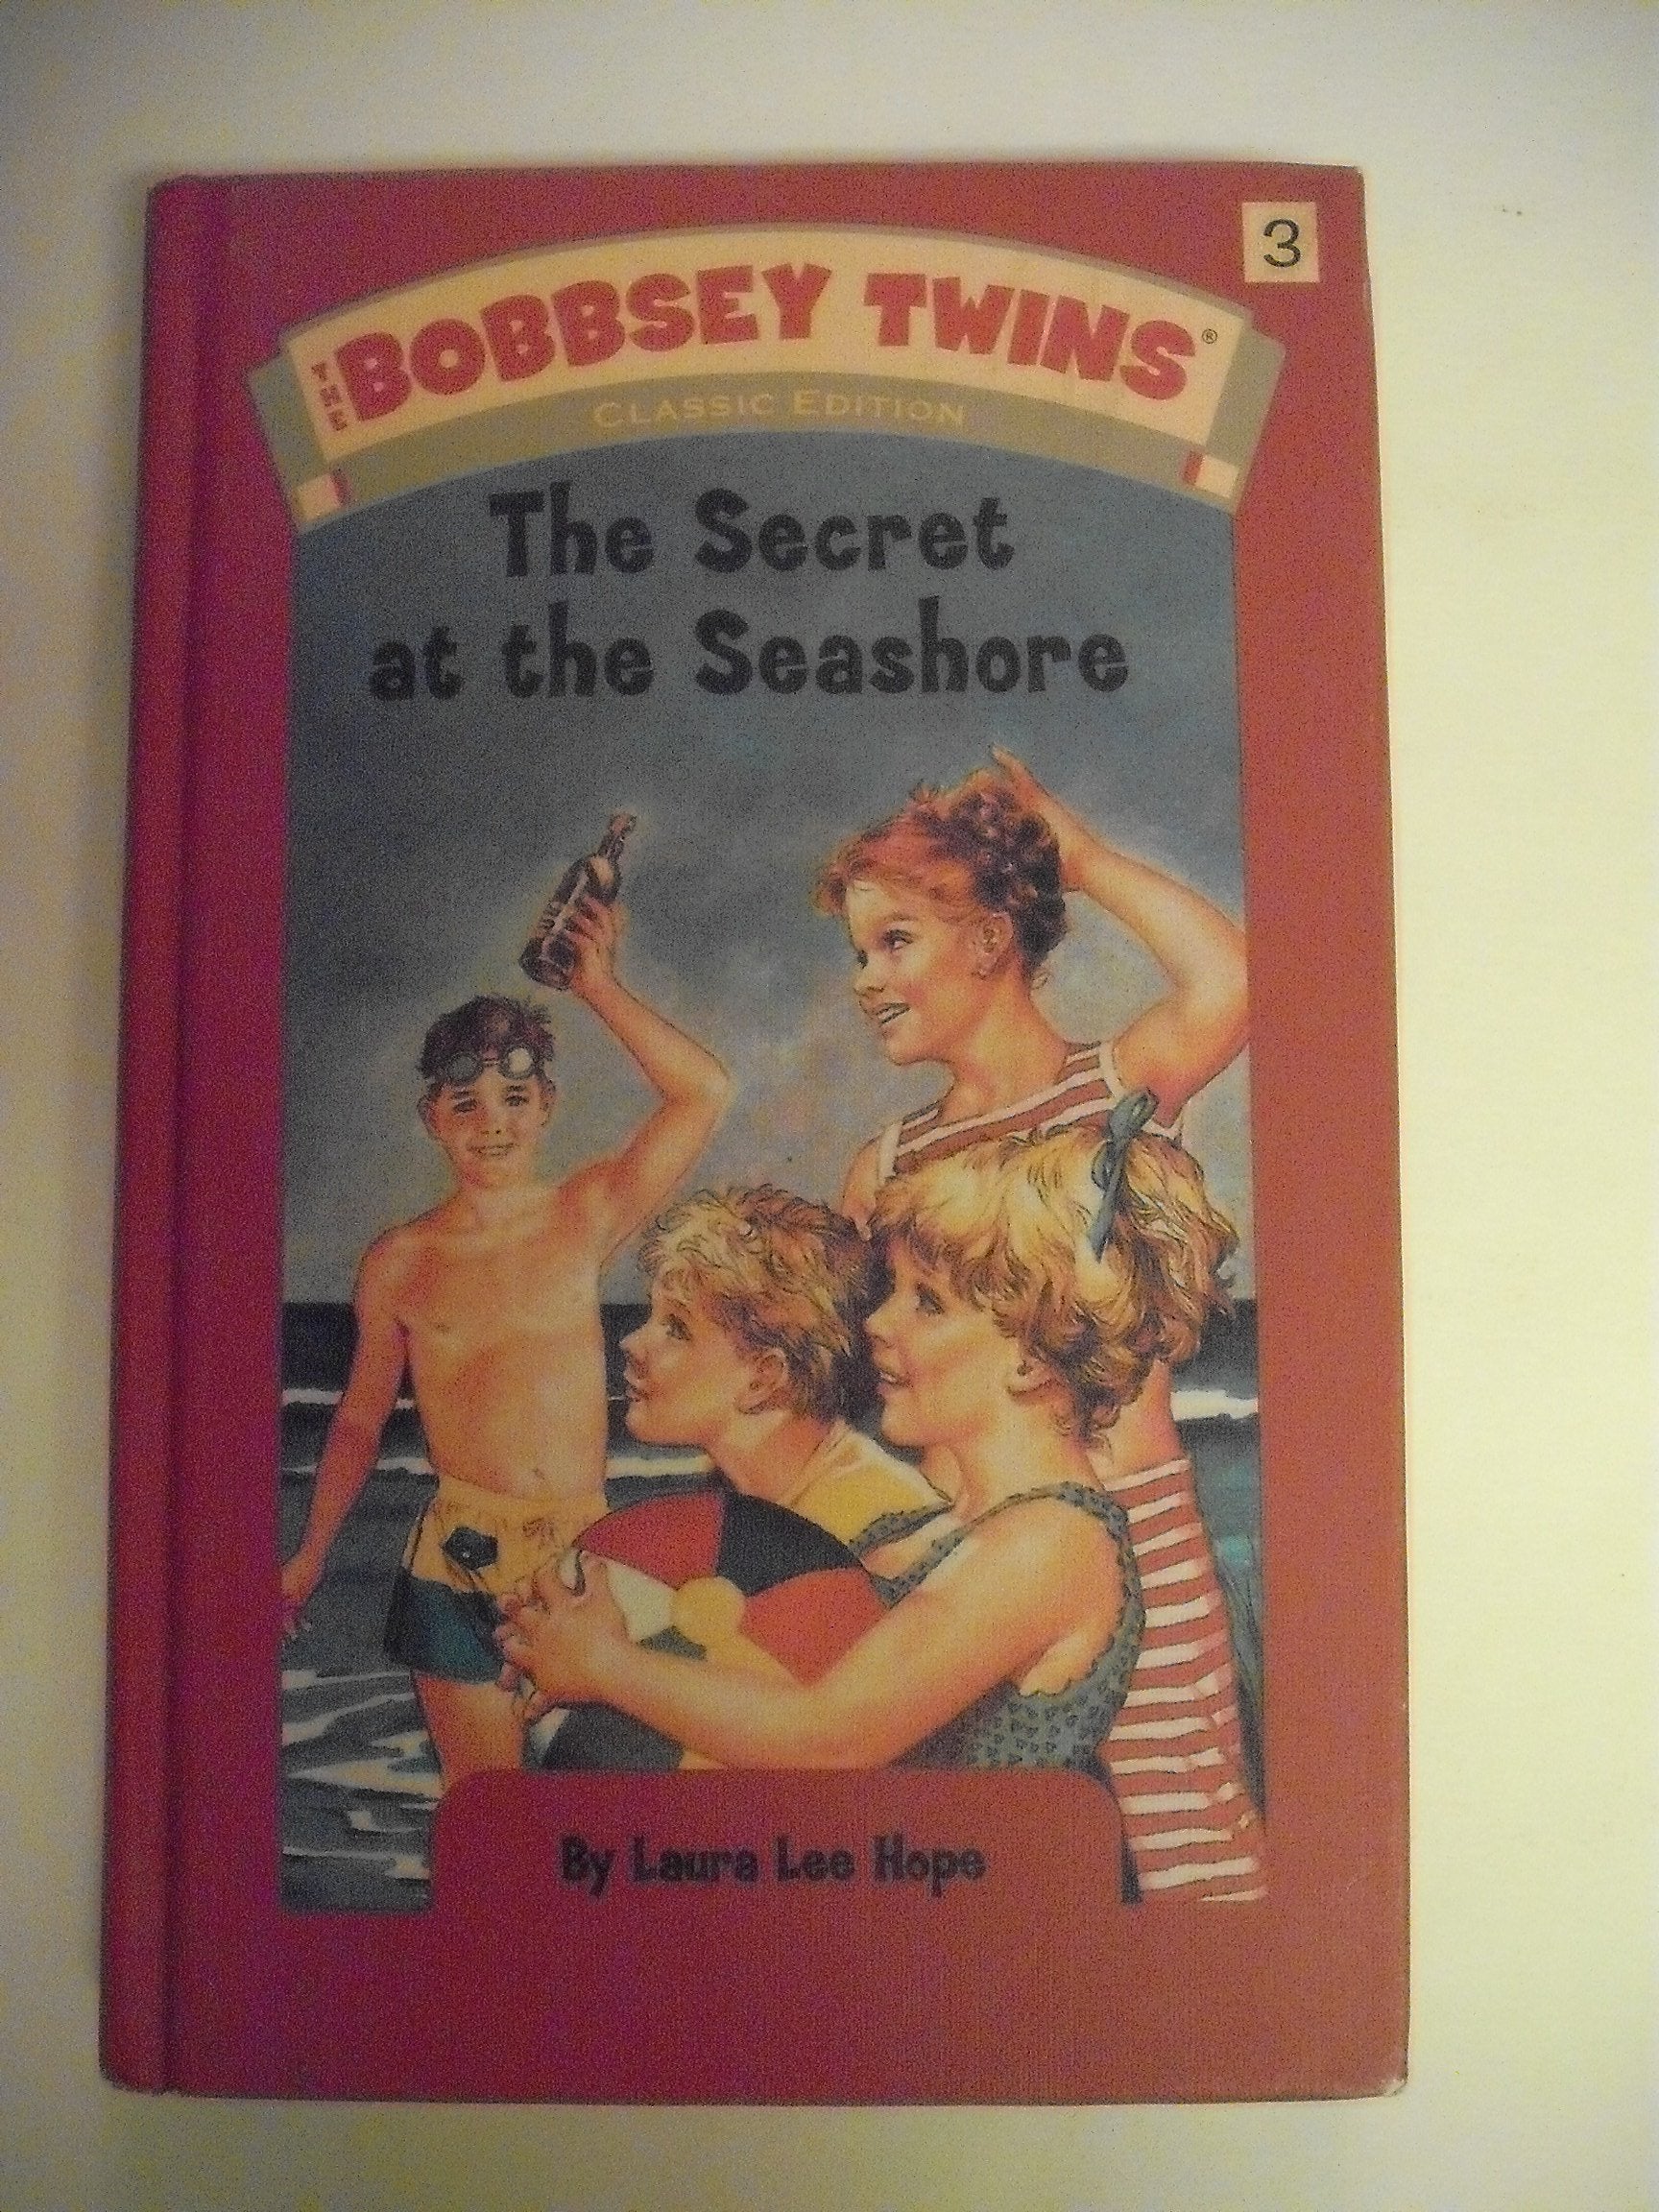 3
THE BOBBSEY TWINS®
CLASSIC EDITION
The Secret
at the Seashore
By Laura Lee Hope